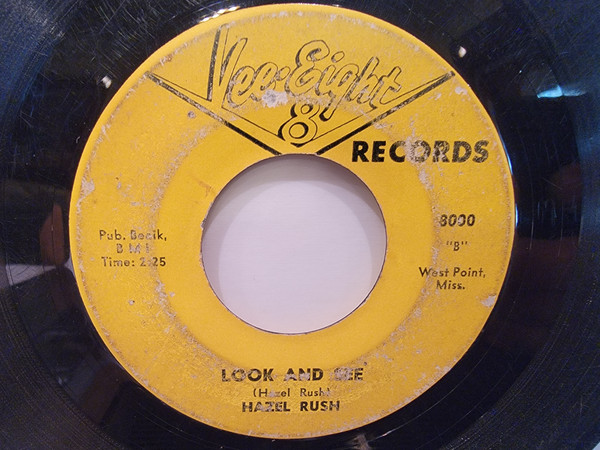 Vee-Eight
8
RECORDS
8000
"B"
West Point,
Miss.
Pub. Becik,
B M I
Time: 2:25
LOOK AND SEE
(Hazel Rush)
HAZEL RUSH